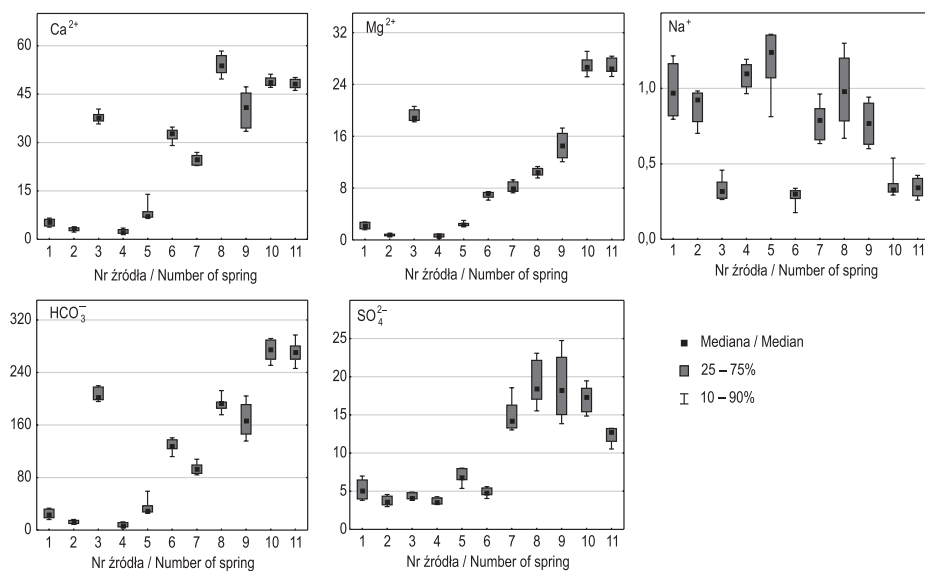 Ca²⁺
60
45
30
15
0
1 2 3 4 5 6 7 8 9 10 11
Nr źródła / Number of spring
Mg²⁺
32
24
16
8
0
1 2 3 4 5 6 7 8 9 10 11
Nr źródła / Number of spring
Na⁺
1,0
0,5
0,0
1 2 3 4 5 6 7 8 9 10 11
Nr źródła / Number of spring
HCO₃⁻
320
240
160
80
0
1 2 3 4 5 6 7 8 9 10 11
Nr źródła / Number of spring
SO₄²⁻
25
20
15
10
5
0
1 2 3 4 5 6 7 8 9 10 11
Nr źródła / Number of spring
Mediana / Median
25 – 75%
10 – 90%